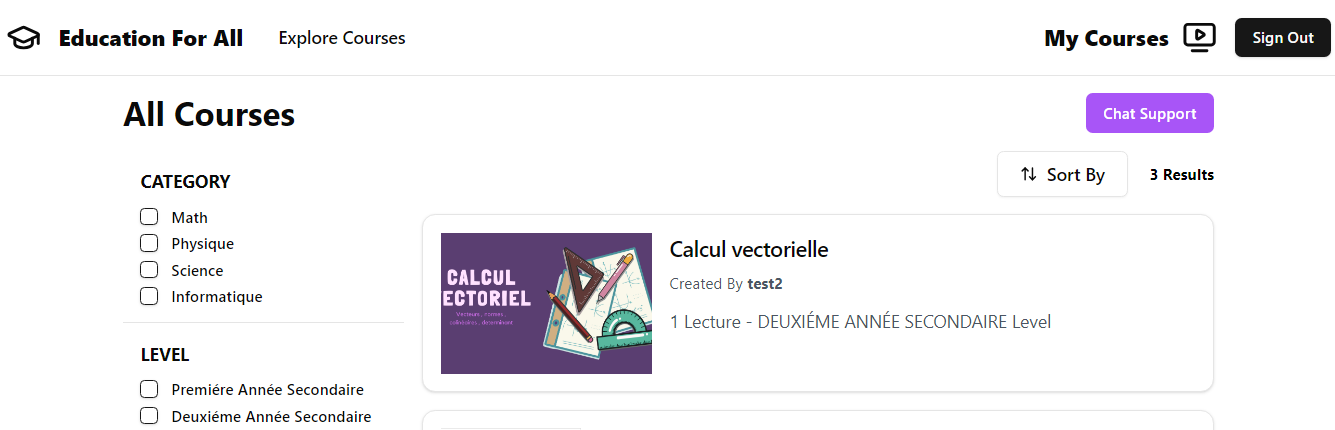 Education For All
Explore Courses
My Courses
Sign Out
All Courses
Chat Support
Sort By
3 Results
CATEGORY
Math
Physique
Science
Informatique
LEVEL
Premiére Année Secondaire
Deuxiéme Année Secondaire
CALCUL
ECTORIEL
Vecteurs, normes,
colinéaires, determinant
Calcul vectorielle
Created By test2
1 Lecture - DEUXIÉME ANNÉE SECONDAIRE Level